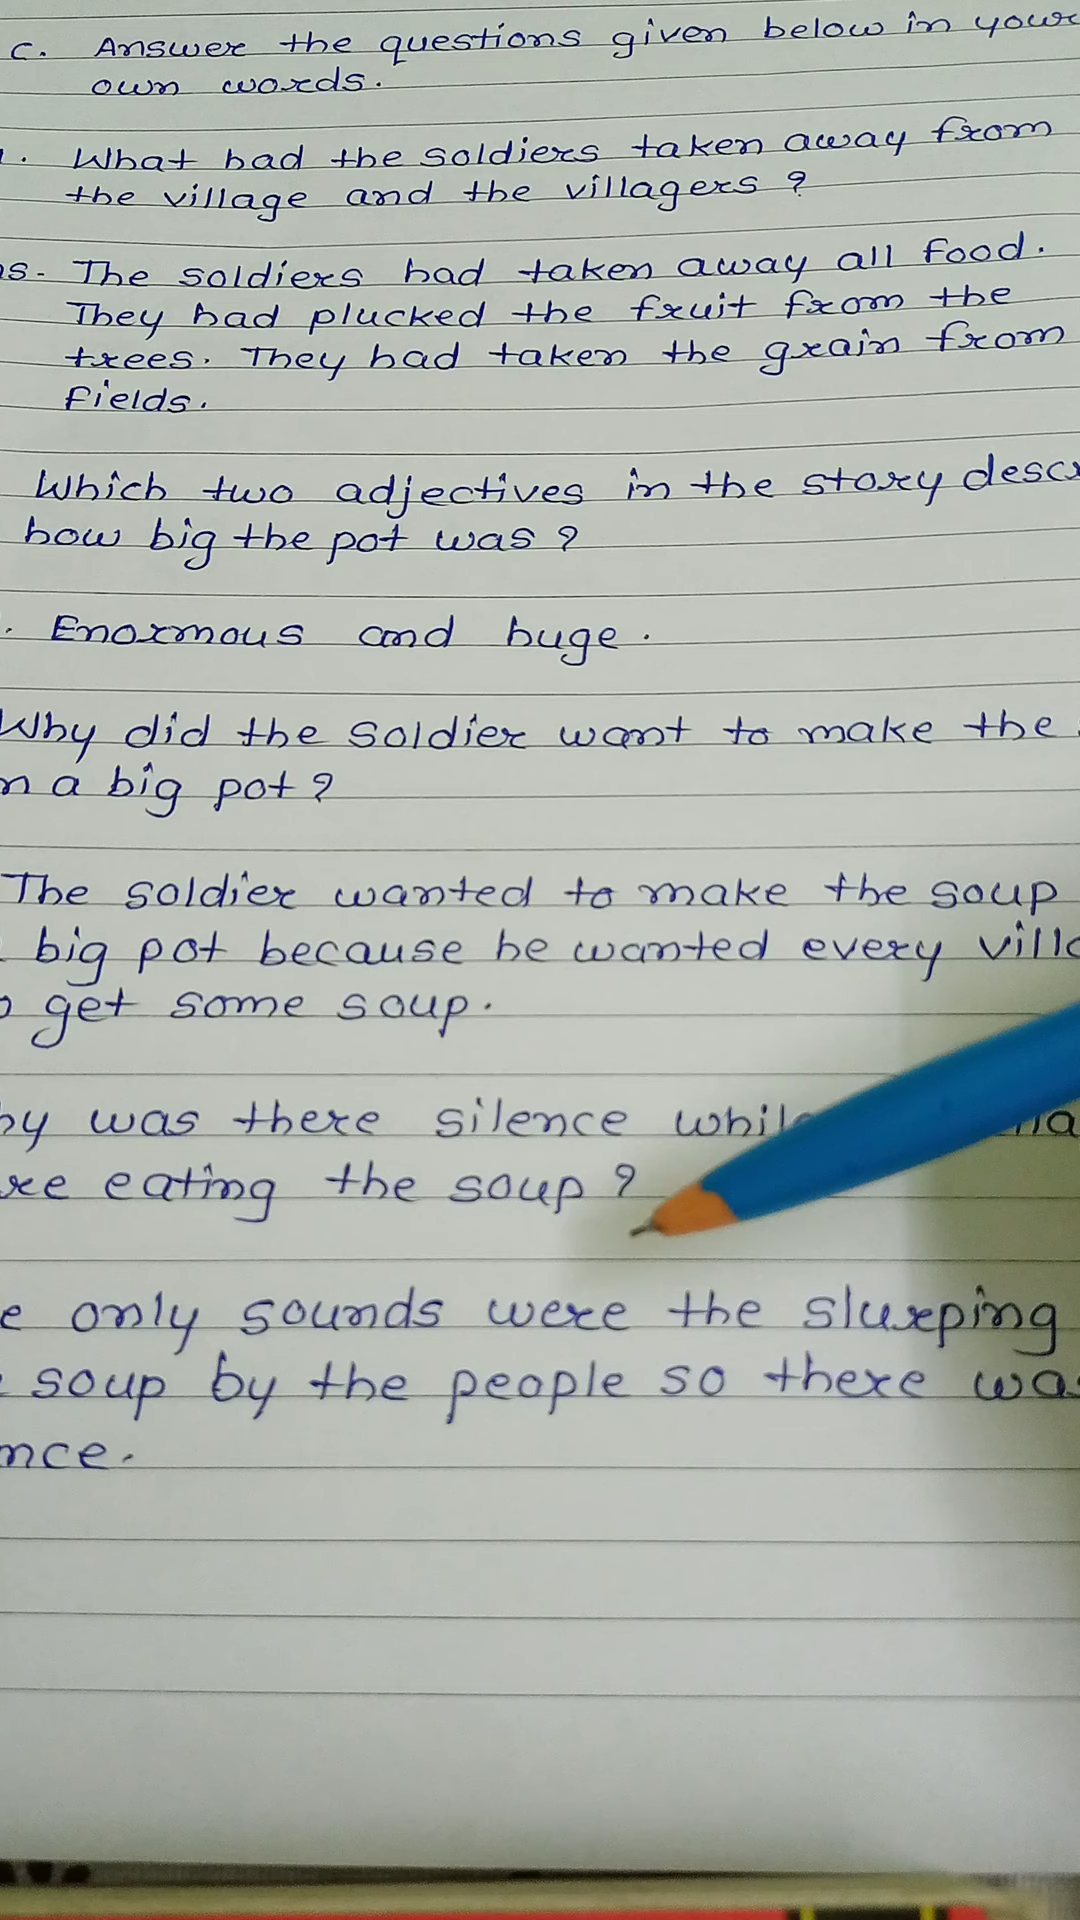 C. Answer the questions given below in your
own words.
1. What had the soldiers taken away from
the village and the villagers ?
s. The soldiers had taken away all food.
They had plucked the fruit from the
trees. They had taken the grain from
fields.
Which two adjectives in the story
how big the pot was ?
Enormous and huge.
Why did the soldier want to make the
a big pot ?
The soldier wanted to make the soup
big pot because he wanted every
get some soup.
was there silence
eating the soup ?
only sounds were the slurping
soup by the people so there